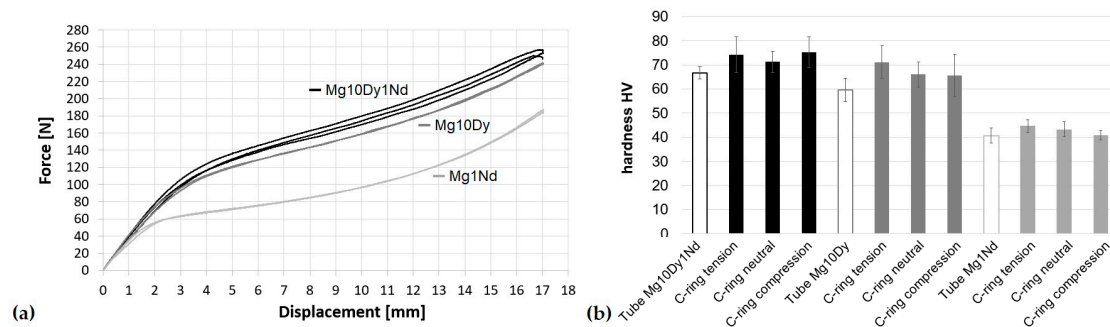 280
260
240
220
200
180
160
140
120
100
80
60
40
20
0
Force [N]
Mg10Dy1Nd
Mg10Dy
Mg1Nd
0 1 2 3 4 5 6 7 8 9 10 11 12 13 14 15 16 17 18
Displacement [mm]
(a)
90
80
70
60
50
40
30
20
10
0
hardness HV
Tube Mg10Dy1Nd
C-ring tension
C-ring neutral
C-ring compression
Tube Mg10Dy
C-ring tension
C-ring neutral
C-ring compression
Tube Mg1Nd
C-ring tension
C-ring neutral
C-ring compression
(b)